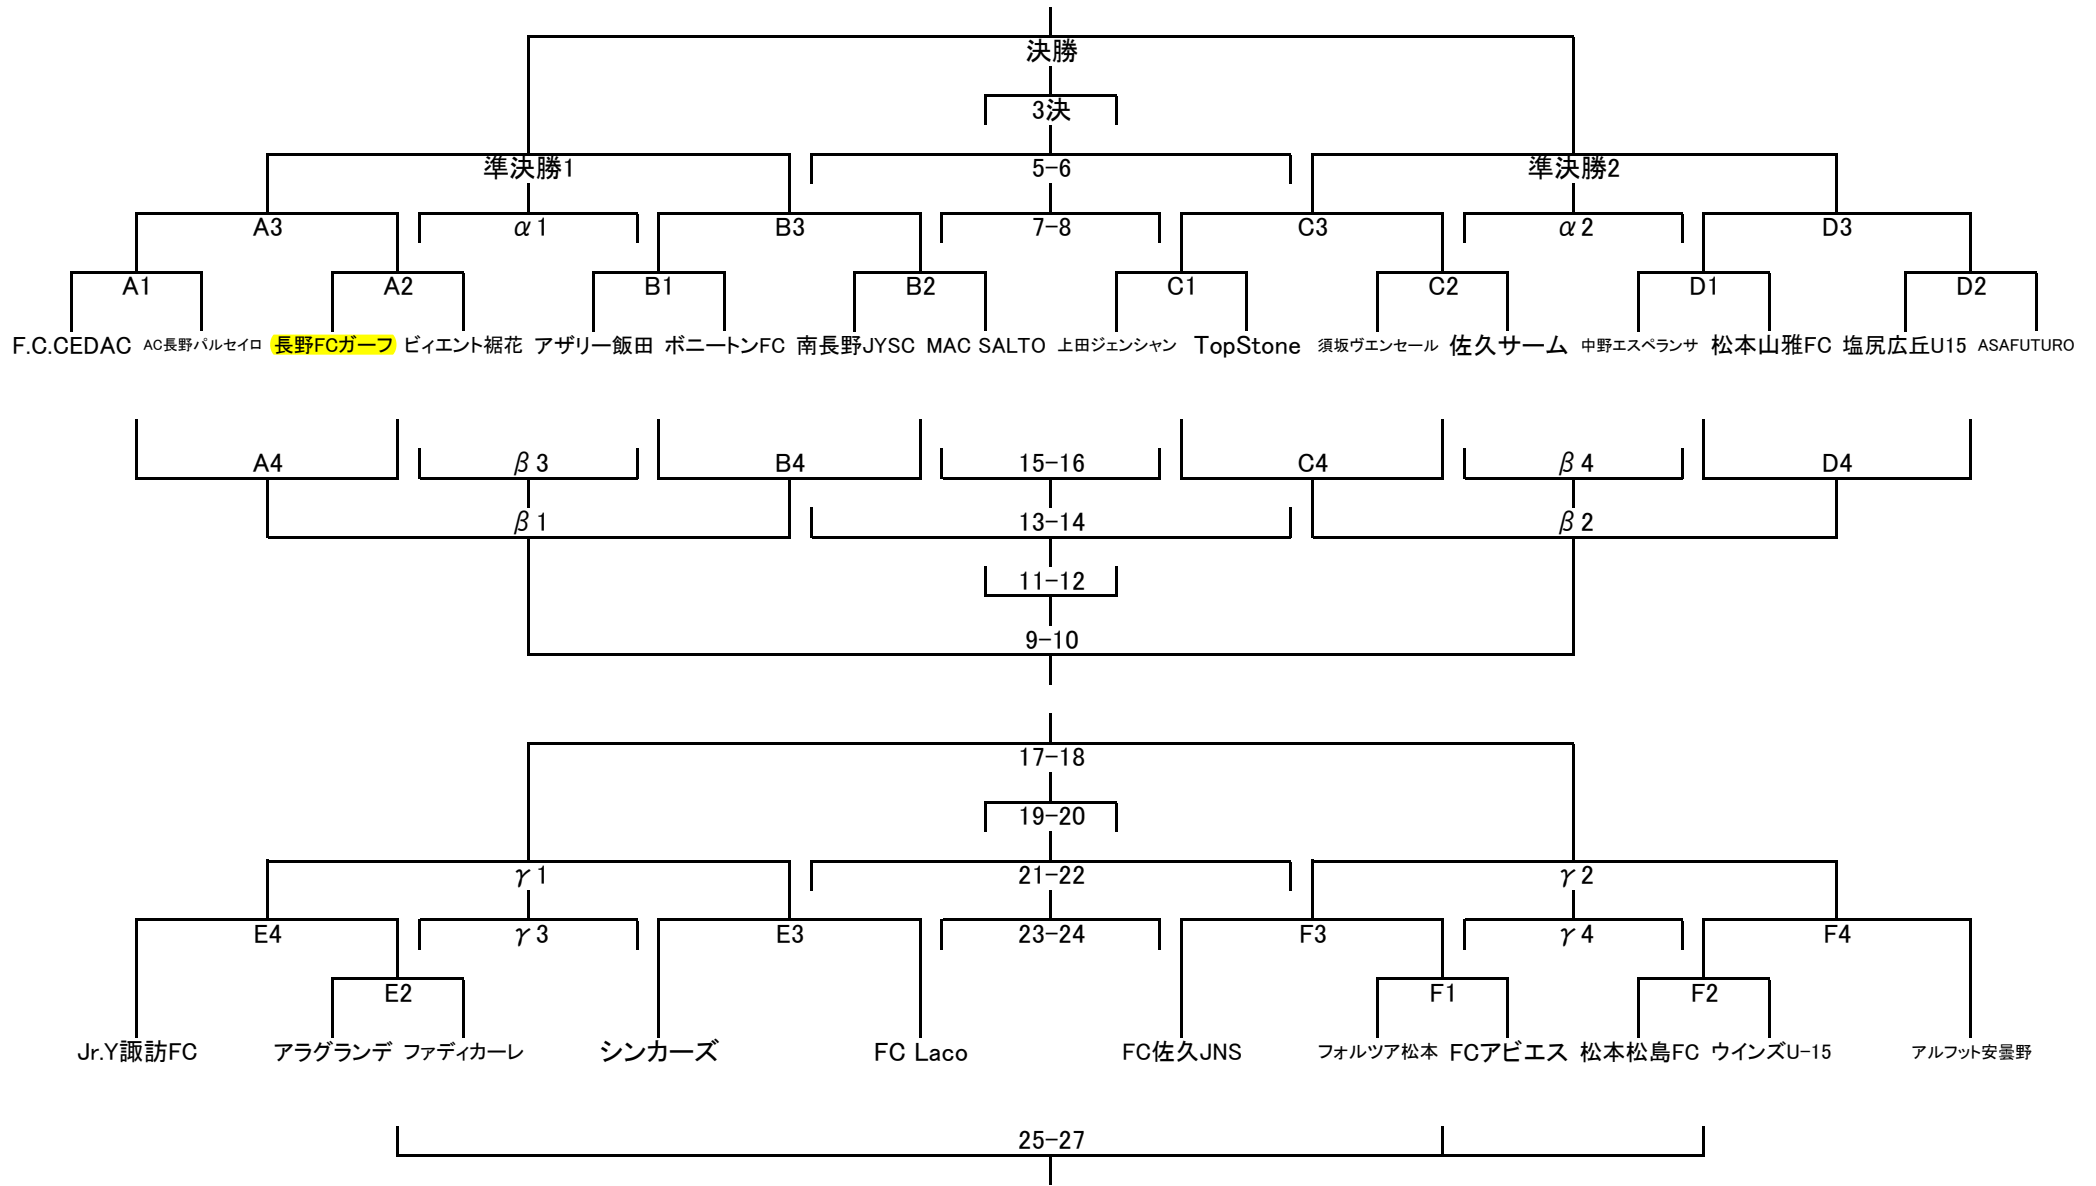 決勝
3決
準決勝1 5-6 準決勝2
A3 α1 B3 7-8 C3 α2 D3
A1 A2 B1 B2 C1 C2 D1 D2
F.C.CEDAC AC長野パルセイロ 長野FCガーフ ビィエント裾花 アザリー飯田 ボニートンFC 南長野JYSC MAC SALTO 上田ジェンシャン TopStone 須坂ヴエンセール 佐久サーム 中野エスペランサ 松本山雅FC 塩尻広丘U15 ASAFUTURO
A4 β3 B4 15-16 C4 β4 D4
β1 13-14 β2
11-12
9-10
17-18
19-20
γ1 21-22 γ2
E4 γ3 E3 23-24 F3 γ4 F4
E2 F1 F2
Jr.Y諏訪FC アラグランデ ファディカーレ シンカーズ FC Laco FC佐久JNS フォルツア松本 FCアビエス 松本松島FC ウインズU-15 アルフット安曇野
25-27